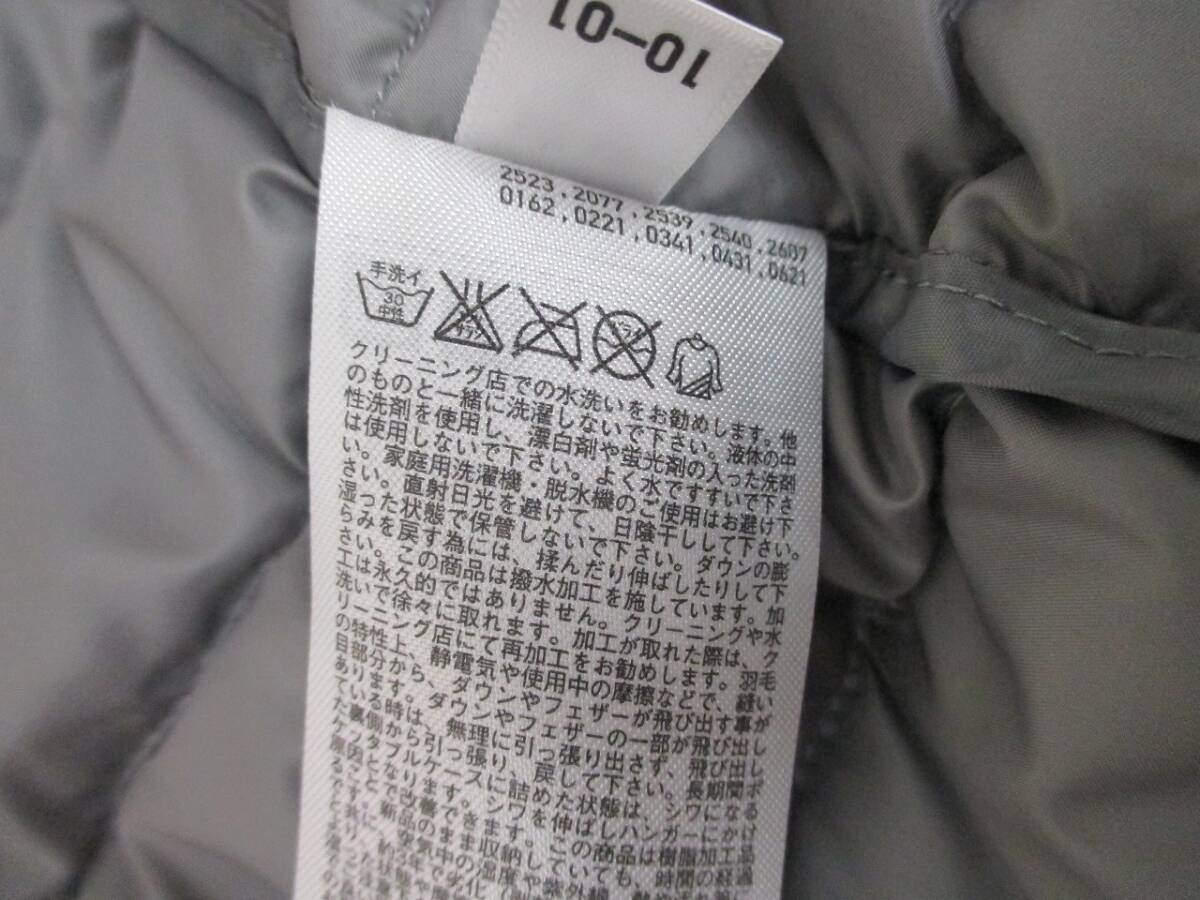 10-01
2523,2077,2539,2540,2607
0162,0221,0341,0431,0621
手洗イ
30
中性
クリーニング店での水洗いをお勧めします。他
のものと一緒に洗濯しないで下さい。液体の中
性洗剤を使用し、漂白剤や蛍光剤の入った洗剤
は使用しないで下さい。よく水ですすいで下さ
い。家庭用洗濯機・脱水機のご使用はお避け下
さい。直射日光を避けて、日陰干しして下さい。
湿った状態で保管しないで下さい。ダウンの膨
らみを戻す為には、揉んだり伸ばしたりして下
さい。この商品は撥水加工を施しています。加
工は永久的ではありません。クリーニングや水
洗いで徐々に取れます。加工が取れた際は、ク
リーニング店にて再加工をお勧めします。羽毛
の特性上、静電気や使用中の摩擦などで、縫い
目部分から、ダウンやフェザーが飛び出す事が
あります。ダウンやフェザーの一部が飛び出し
ている時は、無理に引っ張り出さず、飛び出し
た裏側から引っ張り、戻して下さい。長期間ポ
ケッタブルケースに詰めた状態は、シワになる
原因となります。シワを伸ばしハンガーにかけ
ることで改善できます。この商品は樹脂加工品
です。新品のまま収納していても、時間の経過